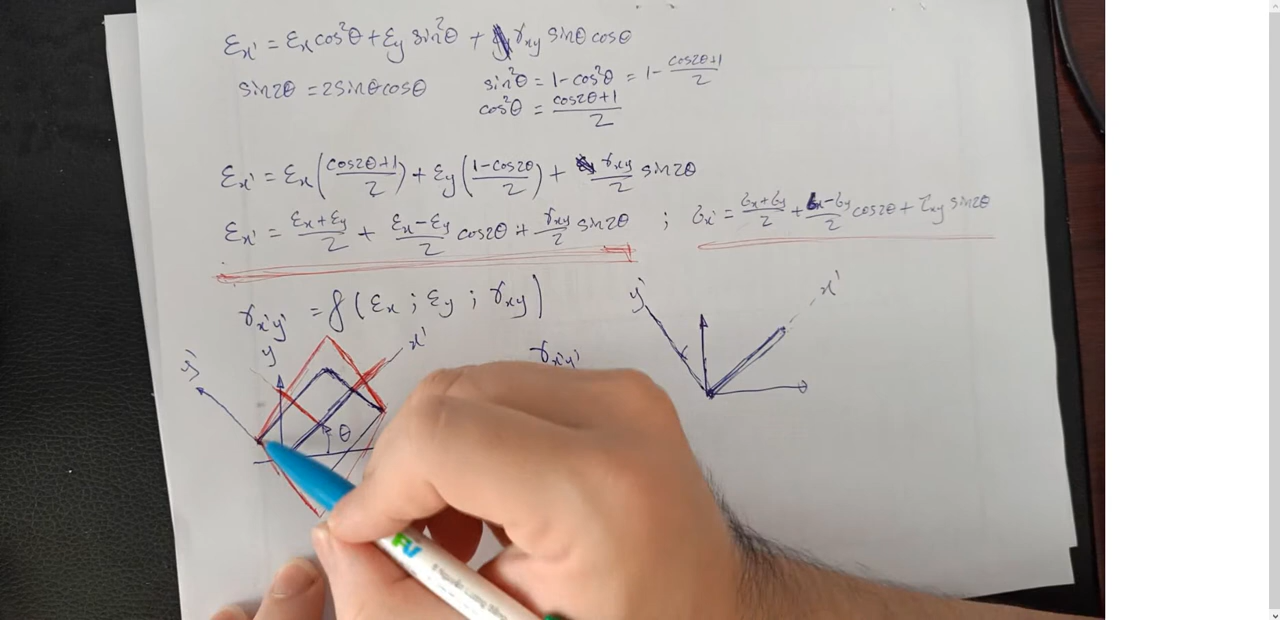 εx' = εx cos²θ + εy sin²θ + γxy sinθ cosθ
sin2θ = 2sinθcosθ sin²θ = 1 - cos²θ = 1 - (cos2θ+1)/2
cos²θ = (cos2θ+1)/2
εx' = εx((cos2θ+1)/2) + εy((1-cos2θ)/2) + γxy/2 sin2θ
εx' = (εx+εy)/2 + (εx-εy)/2 cos2θ + γxy/2 sin2θ ; σx' = (σx+σy)/2 + (σx-σy)/2 cos2θ + τxy sin2θ
γx'y' = f(εx ; εy ; γxy)
y' x'
y' y x'
γx'y'
θ